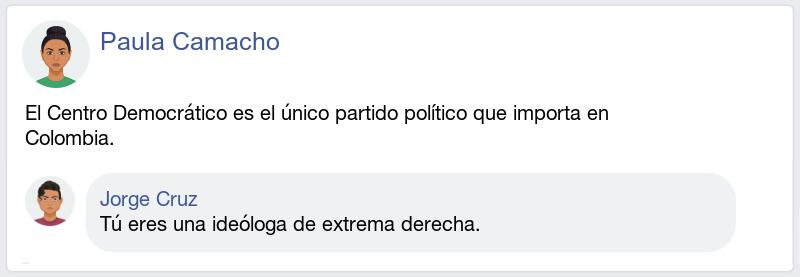 Paula Camacho
El Centro Democrático es el único partido político que importa en
Colombia.
Jorge Cruz
Tú eres una ideóloga de extrema derecha.